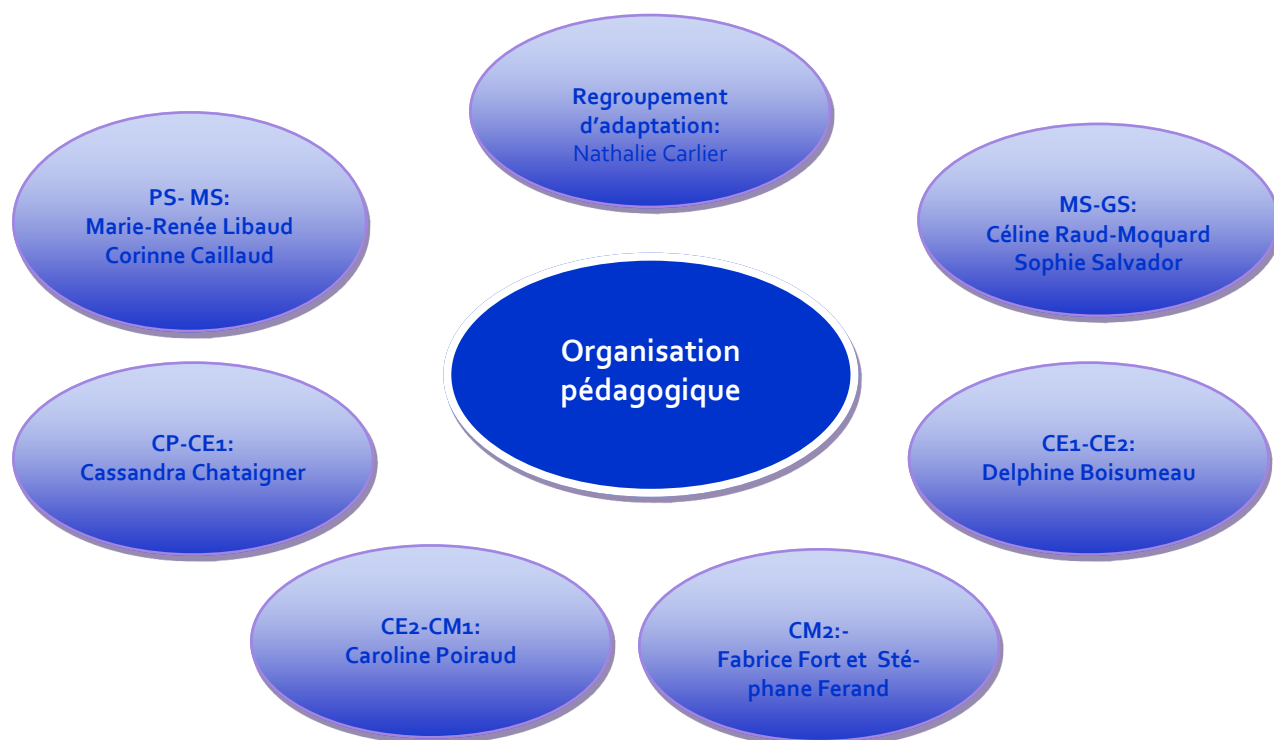 Regroupement
d’adaptation:
Nathalie Carlier
PS- MS:
Marie-Renée Libaud
Corinne Caillaud
MS-GS:
Céline Raud-Moquard
Sophie Salvador
Organisation
pédagogique
CP-CE1:
Cassandra Chataigner
CE1-CE2:
Delphine Boisumeau
CE2-CM1:
Caroline Poiraud
CM2:-
Fabrice Fort et  Sté-
phane Ferand